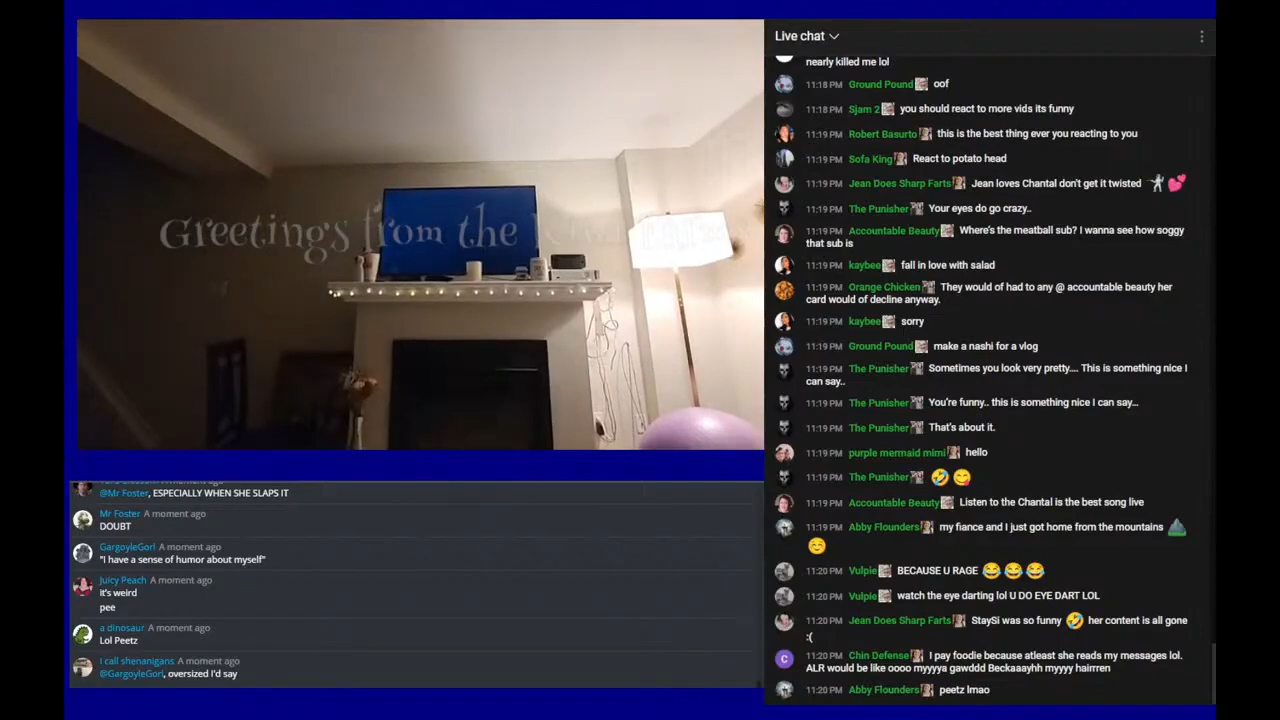 Greetings from the
@Mr Foster, ESPECIALLY WHEN SHE SLAPS IT
Mr Foster A moment ago
DOUBT
GargoyleGorl A moment ago
"I have a sense of humor about myself"
Juicy Peach A moment ago
It's weird
pee
a dinosaur A moment ago
Lol Peetz
I call shenanigans A moment ago
@GargoyleGorl, oversized I'd say
Live chat
nearly killed me lol
11:18 PM Ground Pound oof
11:18 PM Sjam 2 you should react to more vids its funny
11:19 PM Robert Basurto this is the best thing ever you reacting to you
11:19 PM Sofa King React to potato head
11:19 PM Jean Does Sharp Farts Jean loves Chantal don't get it twisted
11:19 PM The Punisher Your eyes do go crazy..
11:19 PM Accountable Beauty Where's the meatball sub? I wanna see how soggy
that sub is
11:19 PM kaybee fall in love with salad
11:19 PM Orange Chicken They would of had to any @ accountable beauty her
card would of decline anyway.
11:19 PM kaybee sorry
11:19 PM Ground Pound make a nashi for a vlog
11:19 PM The Punisher Sometimes you look very pretty.... This is something nice I
can say..
11:19 PM The Punisher You're funny.. this is something nice I can say...
11:19 PM The Punisher That's about it.
11:19 PM purple mermaid mimi hello
11:19 PM The Punisher 🤣 😋
11:19 PM Accountable Beauty Listen to the Chantal is the best song live
11:19 PM Abby Flounders my fiance and I just got home from the mountains
11:20 PM Vulpie BECAUSE U RAGE 😂 😂 😂
11:20 PM Vulpie watch the eye darting lol U DO EYE DART LOL
11:20 PM Jean Does Sharp Farts StaySi was so funny 🤣 her content is all gone
:(
11:20 PM Chin Defense I pay foodie because atleast she reads my messages lol.
ALR would be like oooo myyyya gawddd Beckaaayhh myyyy hairrren
11:20 PM Abby Flounders peetz lmao